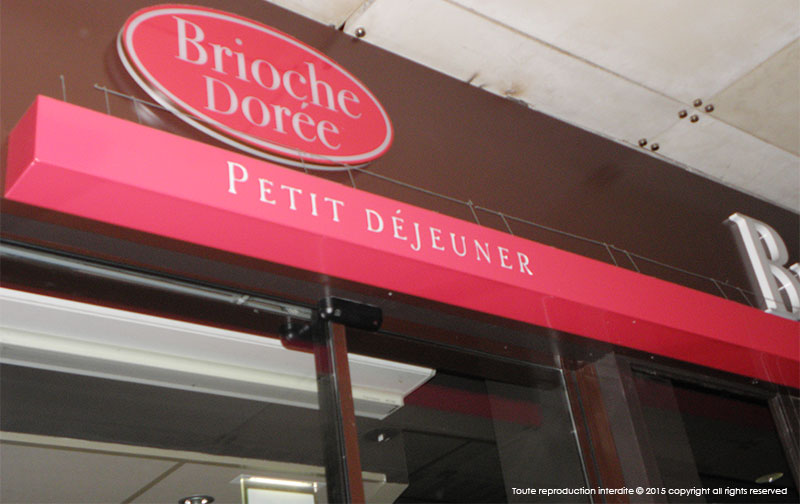 Brioche
Dorée
PETIT DÉJEUNER
Toute reproduction interdite © 2015 copyright all rights reserved